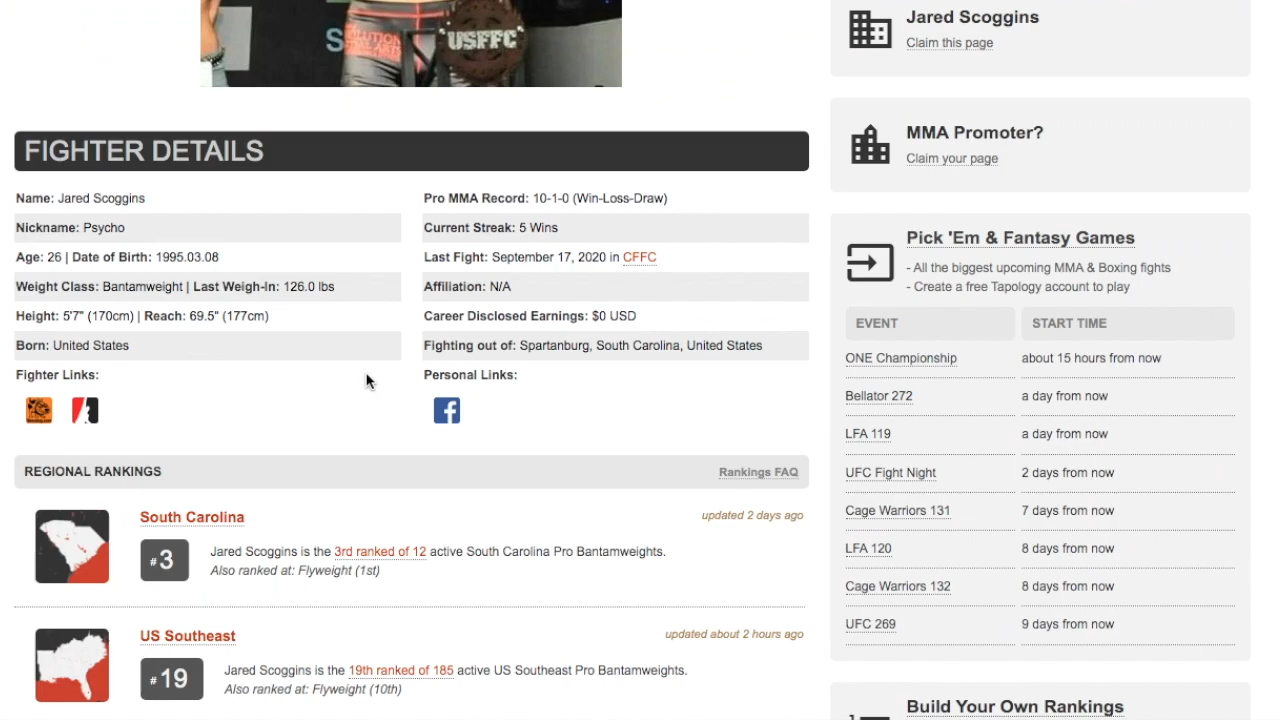 USFFC
Jared Scoggins
Claim this page
MMA Promoter?
Claim your page
FIGHTER DETAILS
Name: Jared Scoggins
Nickname: Psycho
Age: 26 | Date of Birth: 1995.03.08
Weight Class: Bantamweight | Last Weigh-In: 126.0 lbs
Height: 5'7" (170cm) | Reach: 69.5" (177cm)
Born: United States
Fighter Links:
Pro MMA Record: 10-1-0 (Win-Loss-Draw)
Current Streak: 5 Wins
Last Fight: September 17, 2020 in CFFC
Affiliation: N/A
Career Disclosed Earnings: $0 USD
Fighting out of: Spartanburg, South Carolina, United States
Personal Links:
REGIONAL RANKINGS
Rankings FAQ
South Carolina
updated 2 days ago
#3
Jared Scoggins is the 3rd ranked of 12 active South Carolina Pro Bantamweights.
Also ranked at: Flyweight (1st)
US Southeast
updated about 2 hours ago
#19
Jared Scoggins is the 19th ranked of 185 active US Southeast Pro Bantamweights.
Also ranked at: Flyweight (10th)
Pick 'Em & Fantasy Games
- All the biggest upcoming MMA & Boxing fights
- Create a free Tapology account to play
EVENT START TIME
ONE Championship about 15 hours from now
Bellator 272 a day from now
LFA 119 a day from now
UFC Fight Night 2 days from now
Cage Warriors 131 7 days from now
LFA 120 8 days from now
Cage Warriors 132 8 days from now
UFC 269 9 days from now
Build Your Own Rankings